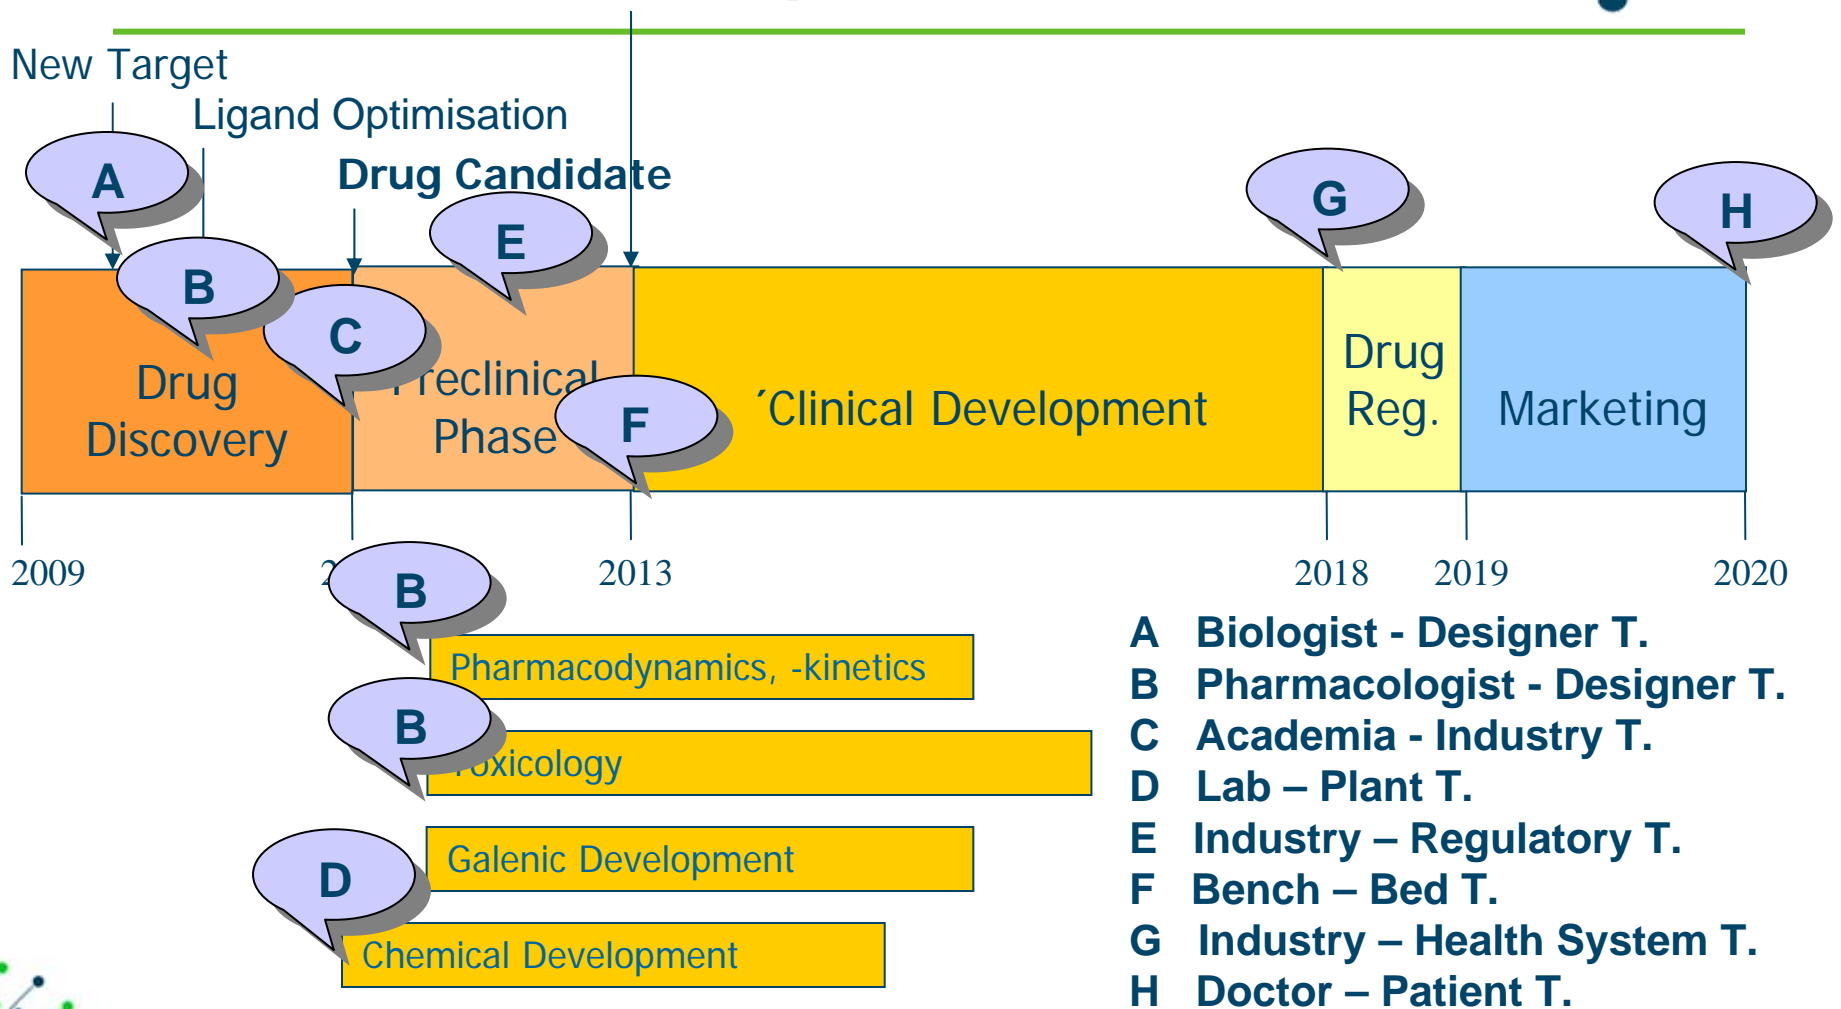 New Target
Ligand Optimisation
Drug Candidate
A
B
C
E
F
G
H
Drug
Discovery
Preclinical
Phase
´Clinical Development
Drug
Reg.
Marketing
2009
2013
2018
2019
2020
B
Pharmacodynamics, -kinetics
B
Toxicology
Galenic Development
D
Chemical Development
A Biologist - Designer T.
B Pharmacologist - Designer T.
C Academia - Industry T.
D Lab – Plant T.
E Industry – Regulatory T.
F Bench – Bed T.
G Industry – Health System T.
H Doctor – Patient T.